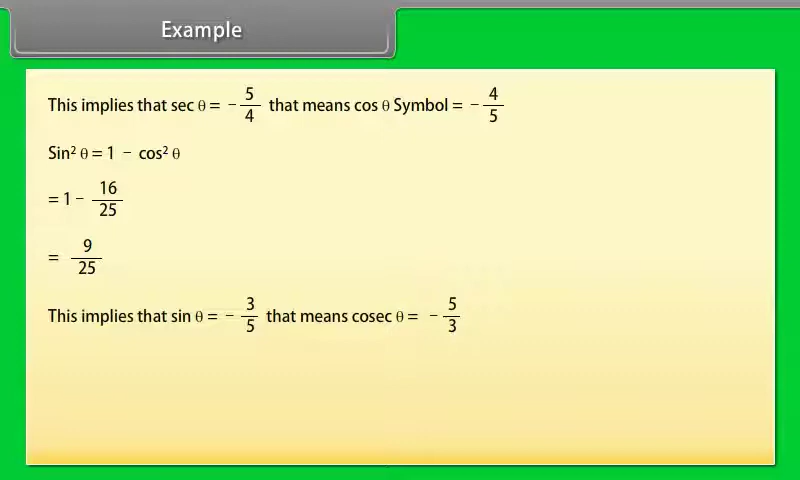 Example
This implies that sec θ = −5/4 that means cos θ Symbol = −4/5
Sin² θ = 1 − cos² θ
= 1 − 16/25
= 9/25
This implies that sin θ = −3/5 that means cosec θ = −5/3